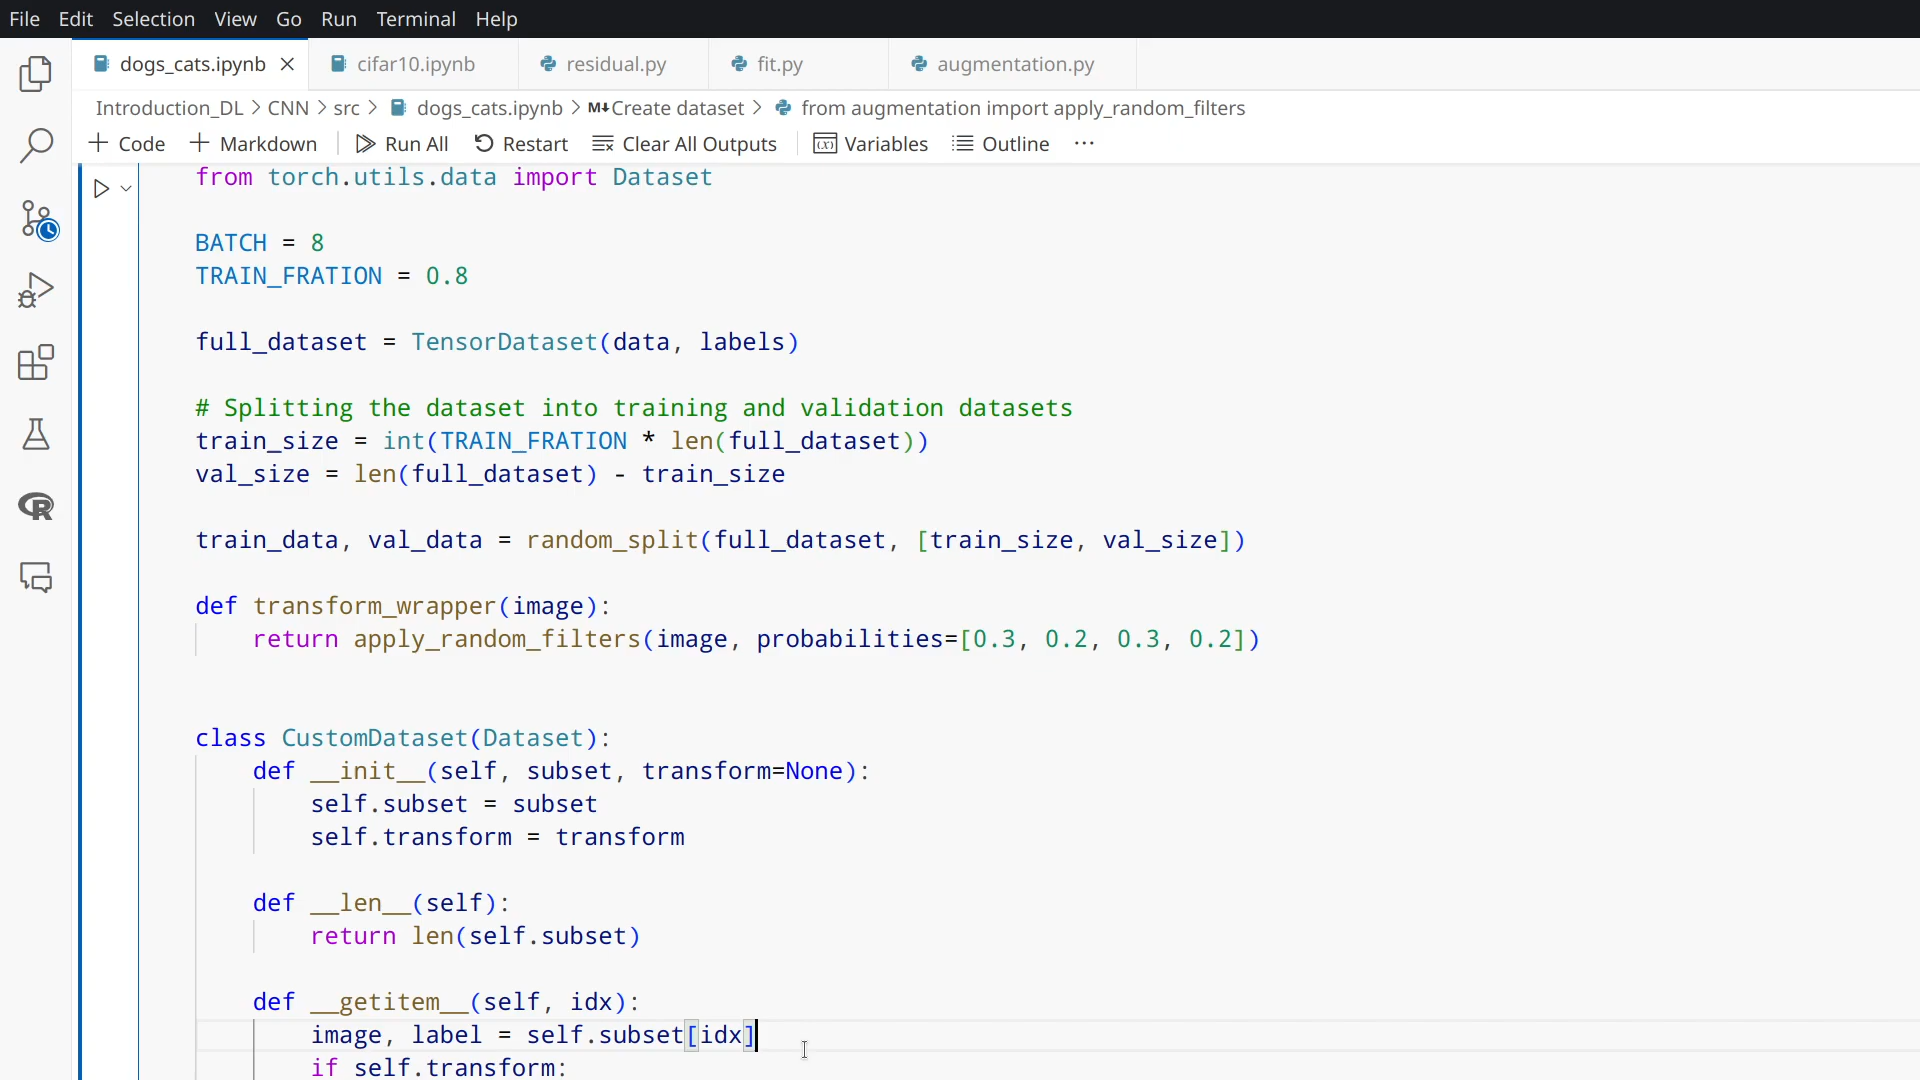 File Edit Selection View Go Run Terminal Help
dogs_cats.ipynb cifar10.ipynb residual.py fit.py augmentation.py
Introduction_DL > CNN > src > dogs_cats.ipynb > M↓Create dataset > from augmentation import apply_random_filters
+ Code + Markdown Run All Restart Clear All Outputs (x) Variables Outline ···
from torch.utils.data import Dataset
BATCH = 8
TRAIN_FRATION = 0.8
full_dataset = TensorDataset(data, labels)
# Splitting the dataset into training and validation datasets
train_size = int(TRAIN_FRATION * len(full_dataset))
val_size = len(full_dataset) - train_size
train_data, val_data = random_split(full_dataset, [train_size, val_size])
def transform_wrapper(image):
    return apply_random_filters(image, probabilities=[0.3, 0.2, 0.3, 0.2])
class CustomDataset(Dataset):
    def __init__(self, subset, transform=None):
        self.subset = subset
        self.transform = transform
    def __len__(self):
        return len(self.subset)
    def __getitem__(self, idx):
        image, label = self.subset[idx]
        if self.transform: